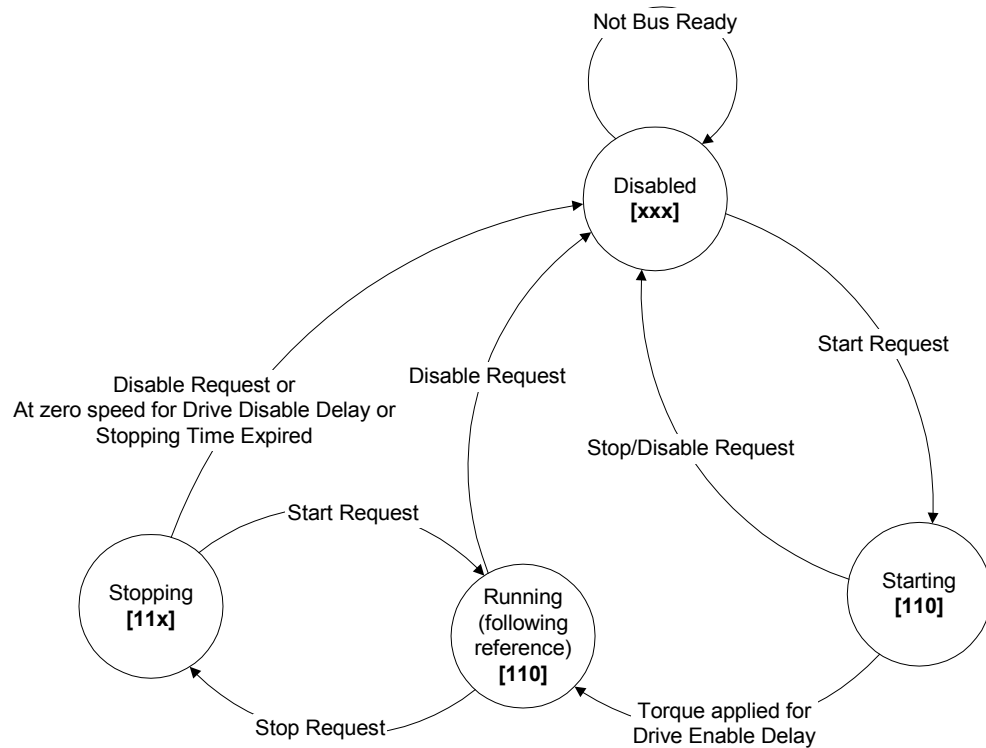 Not Bus Ready
Disabled
[xxx]
Start Request
Disable Request
Disable Request or
At zero speed for Drive Disable Delay or
Stopping Time Expired
Stop/Disable Request
Start Request
Stopping
[11x]
Running
(following
reference)
[110]
Starting
[110]
Stop Request
Torque applied for
Drive Enable Delay